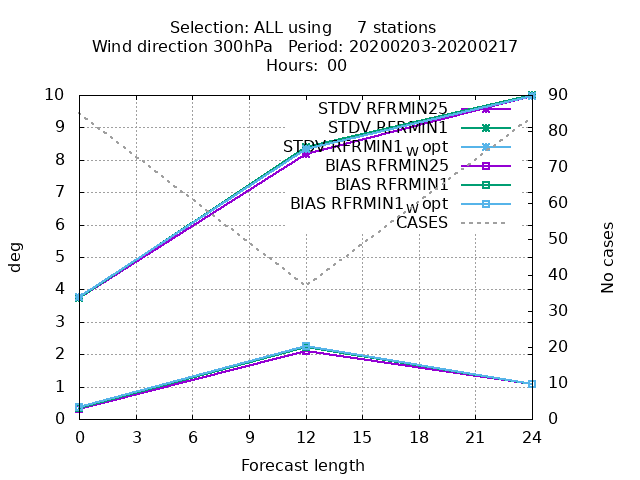 Selection: ALL using 7 stations
Wind direction 300hPa Period: 20200203-20200217
Hours: 00
10 90
STDV RFRMIN25
9 80
STDV RFRMIN1
STDV RFRMIN1_W opt
8 70
BIAS RFRMIN25
BIAS RFRMIN1
7 60
BIAS RFRMIN1_W opt
CASES
6 50
5 40
4 30
3 20
2 10
1 0
0
deg
No cases
0 3 6 9 12 15 18 21 24
Forecast length